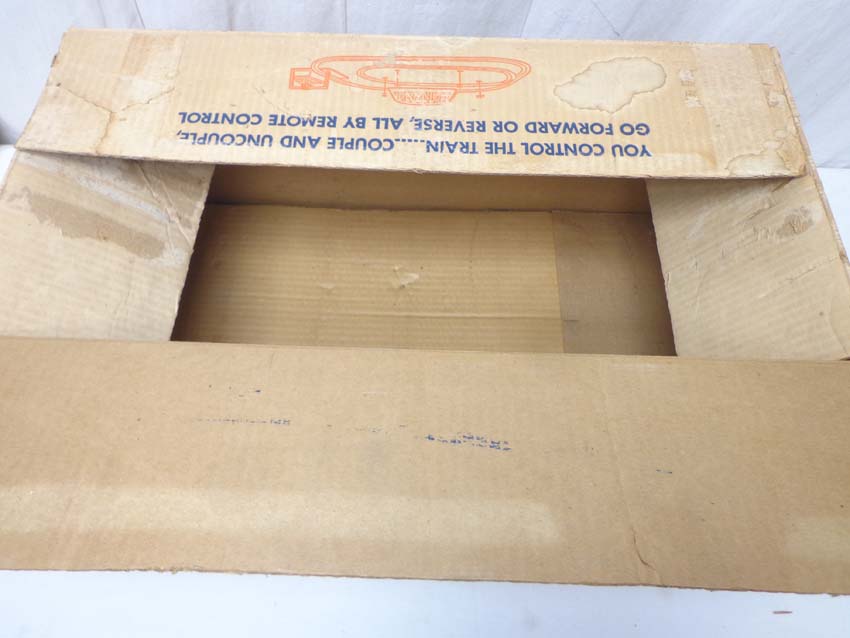 YOU CONTROL THE TRAIN.....COUPLE AND UNCOUPLE,
GO FORWARD OR REVERSE, ALL BY REMOTE CONTROL